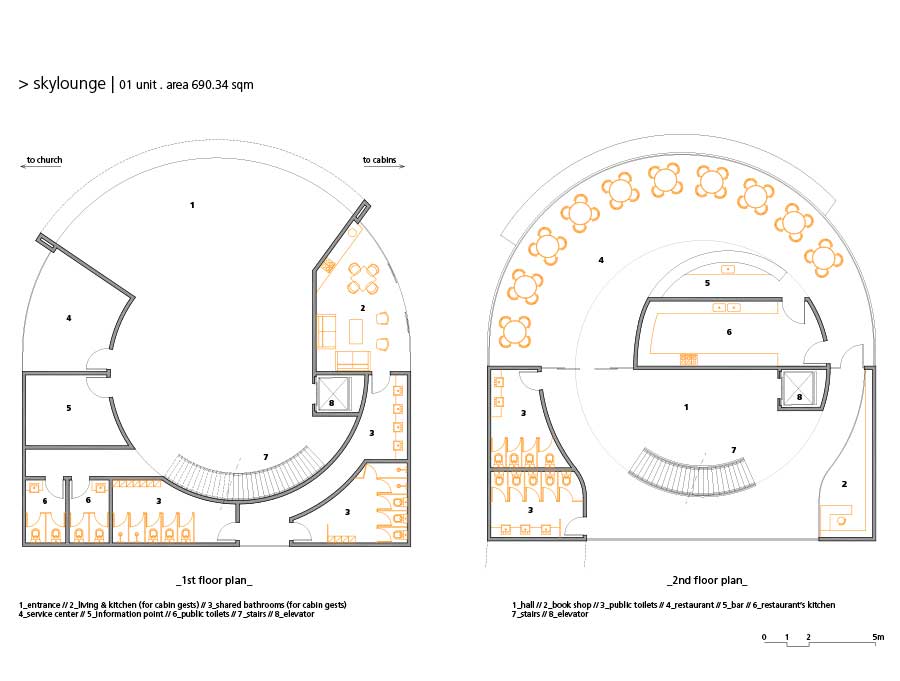 > skylounge | 01 unit . area 690.34 sqm
to church
to cabins
1
4
2
5
8
3
7
6
6
3
3
4
5
6
1
8
3
7
2
3
_1st floor plan_
_2nd floor plan_
1_entrance // 2_living & kitchen (for cabin gests) // 3_shared bathrooms (for cabin gests)
4_service center // 5_information point // 6_public toilets // 7_stairs // 8_elevator
1_hall // 2_book shop // 3_public toilets // 4_restaurant // 5_bar // 6_restaurant's kitchen
7_stairs // 8_elevator
0 1 2 5m